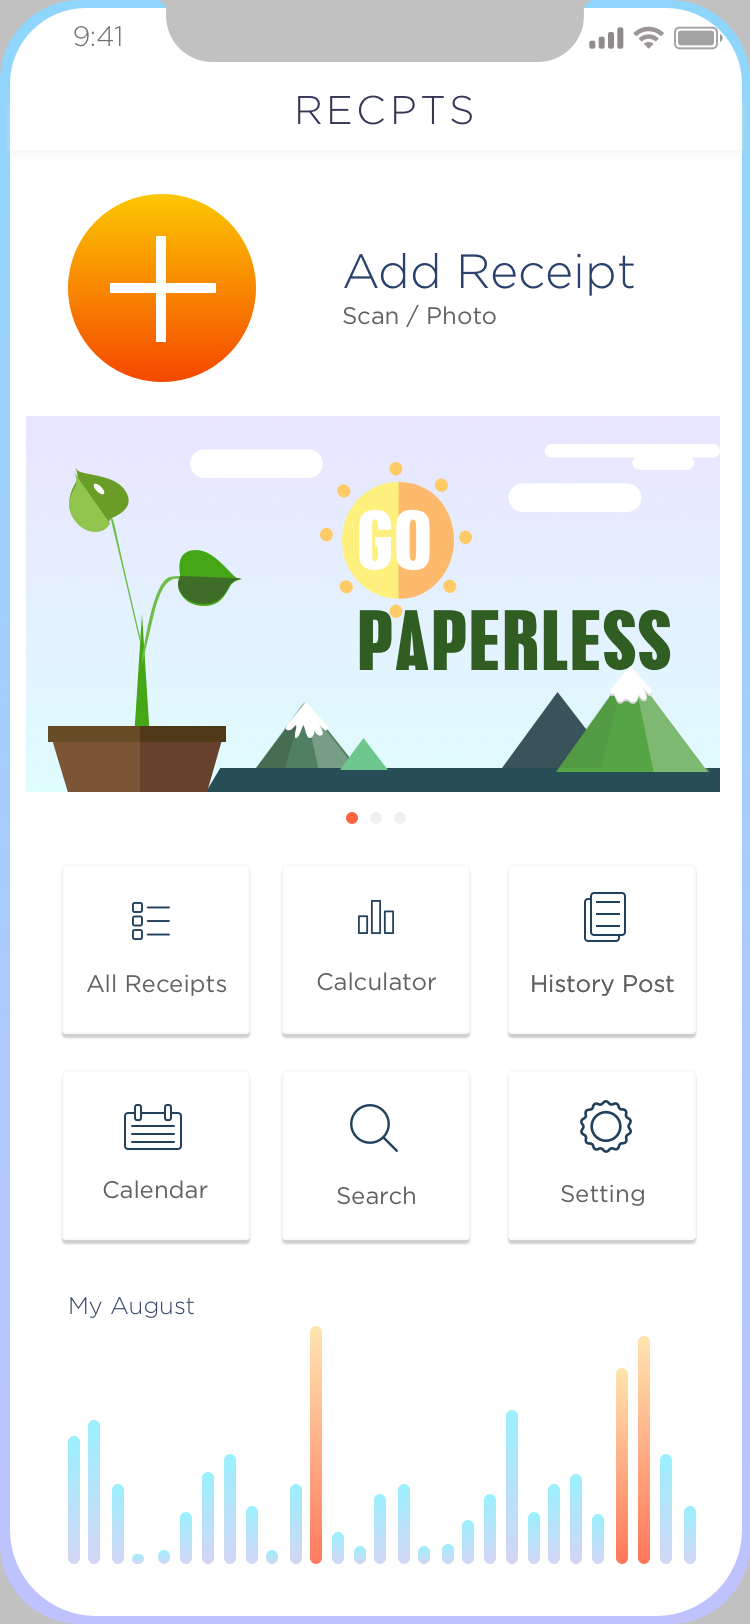 9:41
RECPTS
Add Receipt
Scan / Photo
GO
PAPERLESS
All Receipts
Calculator
History Post
Calendar
Search
Setting
My August